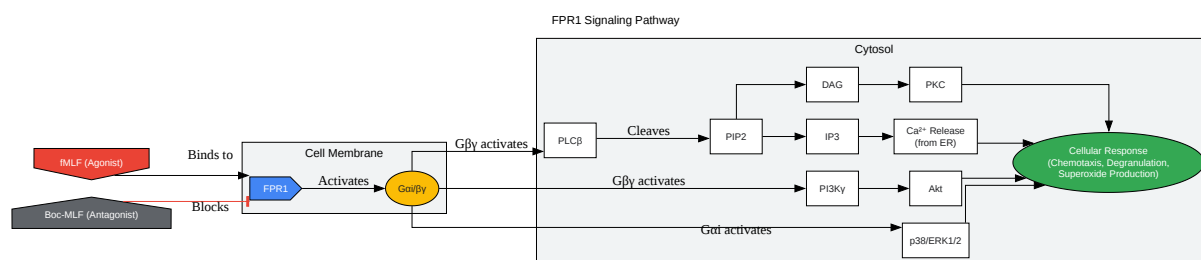 FPR1 Signaling Pathway
Cytosol
DAG
PKC
PLCβ
Cleaves
PIP2
IP3
Ca²⁺ Release
(from ER)
Cellular Response
(Chemotaxis, Degranulation,
Superoxide Production)
Gβγ activates
Cell Membrane
fMLF (Agonist)
Binds to
FPR1
Activates
Gαi/βγ
Gβγ activates
PI3Kγ
Akt
Boc-MLF (Antagonist)
Blocks
Gαi activates
p38/ERK1/2